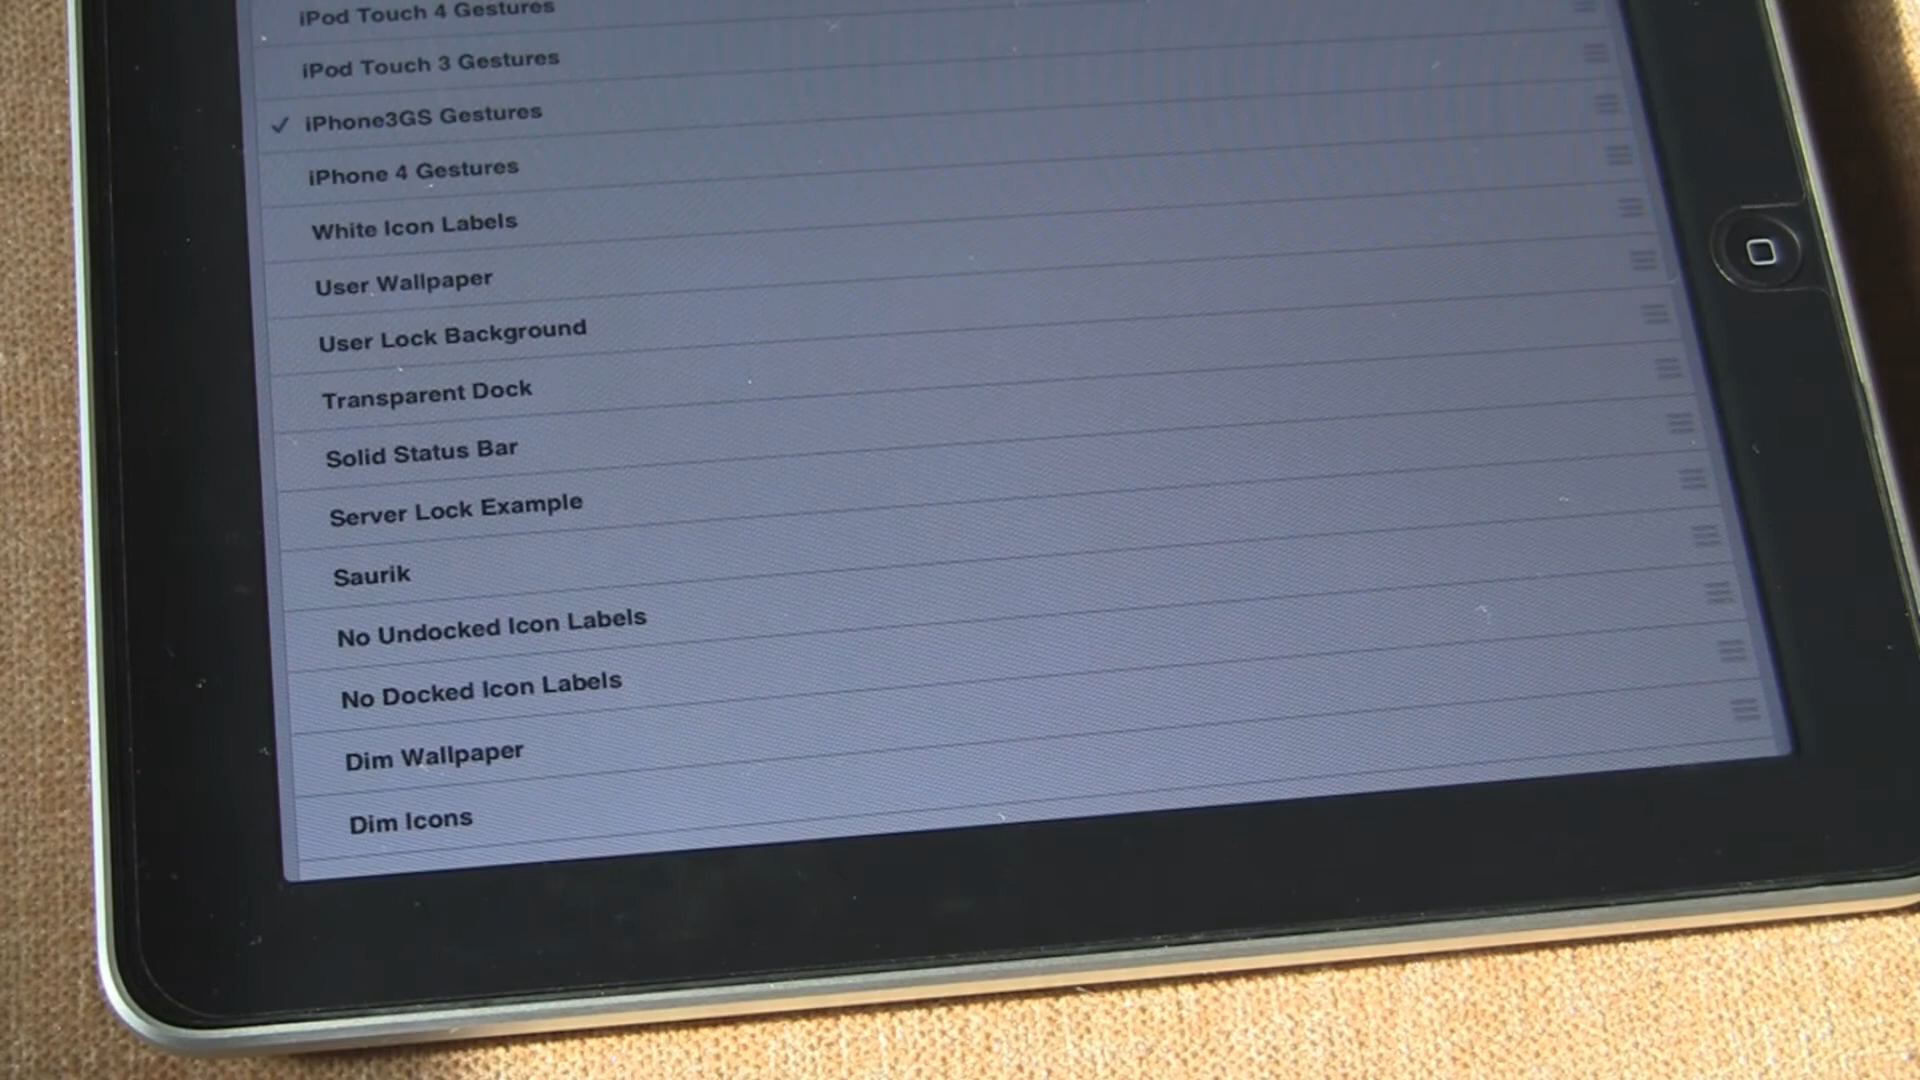 iPod Touch 4 Gestures
iPod Touch 3 Gestures
iPhone3GS Gestures
iPhone 4 Gestures
White Icon Labels
User Wallpaper
User Lock Background
Transparent Dock
Solid Status Bar
Server Lock Example
Saurik
No Undocked Icon Labels
No Docked Icon Labels
Dim Wallpaper
Dim Icons